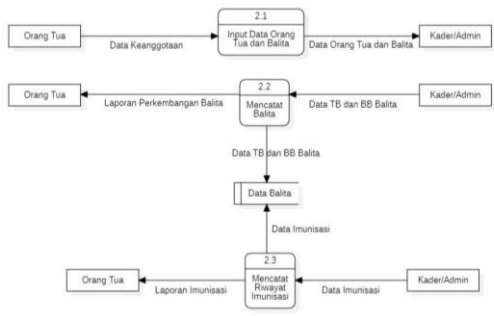 2.1
Orang Tua
Data Keanggotaan
Input Data Orang
Tua dan Balita
Data Orang Tua dan Balita
Kader/Admin
2.2
Orang Tua
Laporan Perkembangan Balita
Mencatat
Balita
Data TB dan BB Balita
Kader/Admin
Data TB dan BB Balita
Data Balita
Data Imunisasi
2.3
Orang Tua
Laporan Imunisasi
Mencatat
Riwayat
Imunisasi
Data Imunisasi
Kader/Admin